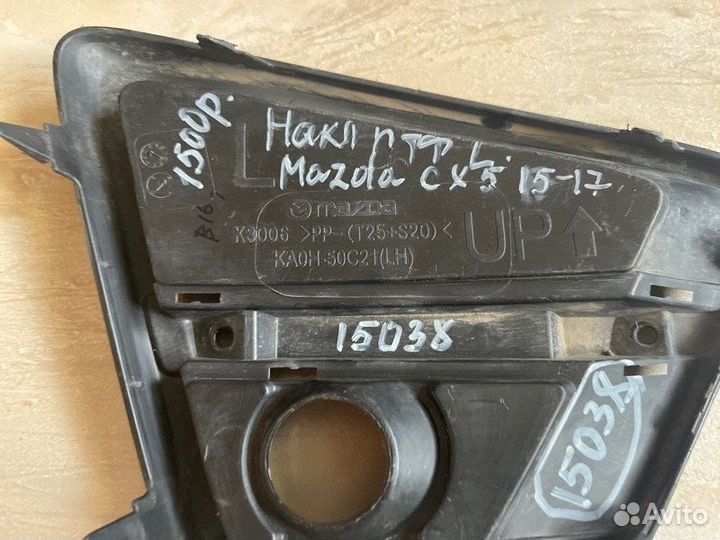 1500р.
Накл птф L.
Mazda CX5 15-17
L
mazda
K3006 >PP-(T25+S20)<
KA0H-50C21(LH)
UP
B16,
15038
15038
Avito